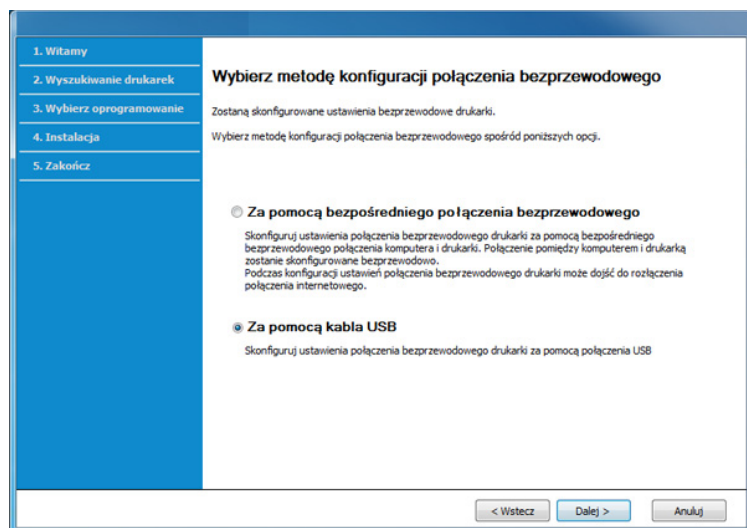 1. Witamy
2. Wyszukiwanie drukarek
3. Wybierz oprogramowanie
4. Instalacja
5. Zakończ
Wybierz metodę konfiguracji połączenia bezprzewodowego
Zostaną skonfigurowane ustawienia bezprzewodowe drukarki.
Wybierz metodę konfiguracji połączenia bezprzewodowego spośród poniższych opcji.
Za pomocą bezpośredniego połączenia bezprzewodowego
Skonfiguruj ustawienia połączenia bezprzewodowego drukarki za pomocą bezpośredniego
bezprzewodowego połączenia komputera i drukarki. Połączenie pomiędzy komputerem i drukarką
zostanie skonfigurowane bezprzewodowo.
Podczas konfiguracji ustawień połączenia bezprzewodowego drukarki może dojść do rozłączenia
połączenia internetowego.
Za pomocą kabla USB
Skonfiguruj ustawienia połączenia bezprzewodowego drukarki za pomocą połączenia USB
< Wstecz
Dalej >
Anuluj